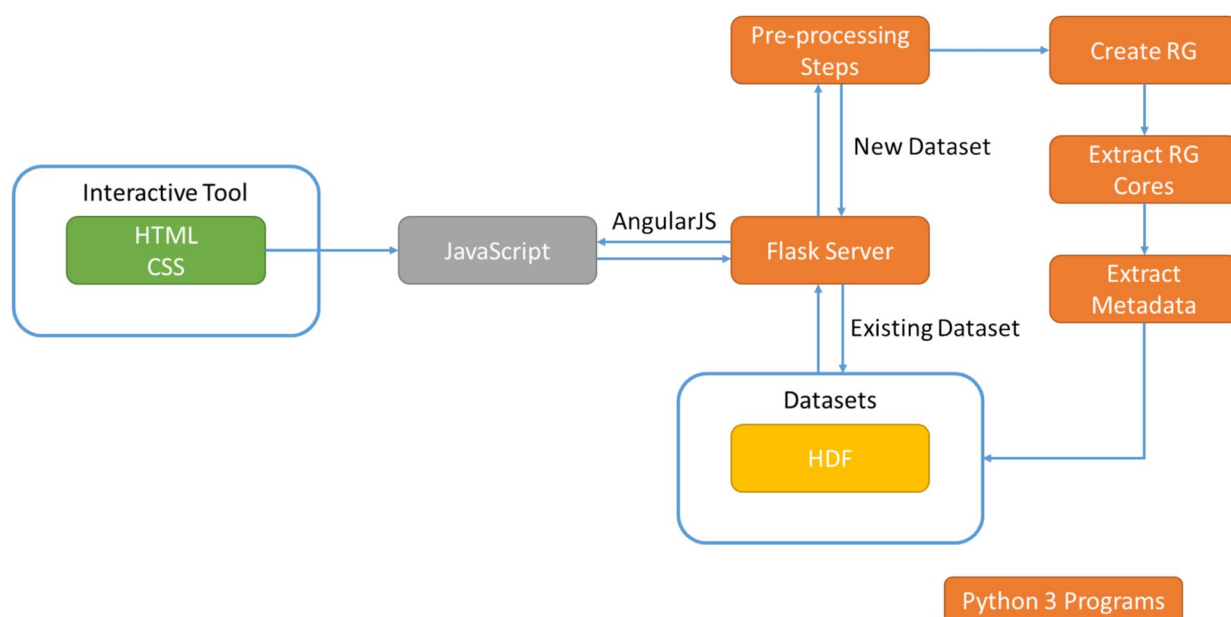 Pre-processing
Steps
Create RG
New Dataset
Extract RG
Cores
Interactive Tool
HTML
CSS
JavaScript
AngularJS
Flask Server
Extract
Metadata
Existing Dataset
Datasets
HDF
Python 3 Programs